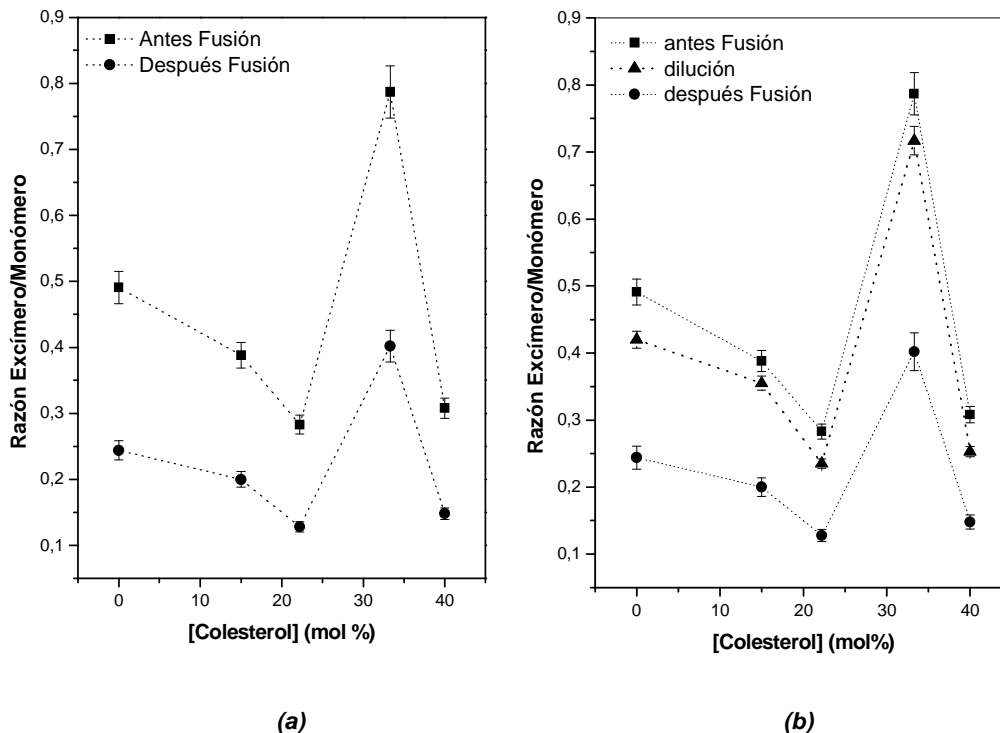 0,9
0,8
0,7
0,6
0,5
0,4
0,3
0,2
0,1
Razón Excímero/Monómero
Antes Fusión
Después Fusión
0 10 20 30 40
[Colesterol] (mol %)
(a)
0,9
0,8
0,7
0,6
0,5
0,4
0,3
0,2
0,1
Razón Excímero/Monómero
antes Fusión
dilución
después Fusión
0 10 20 30 40
[Colesterol] (mol%)
(b)